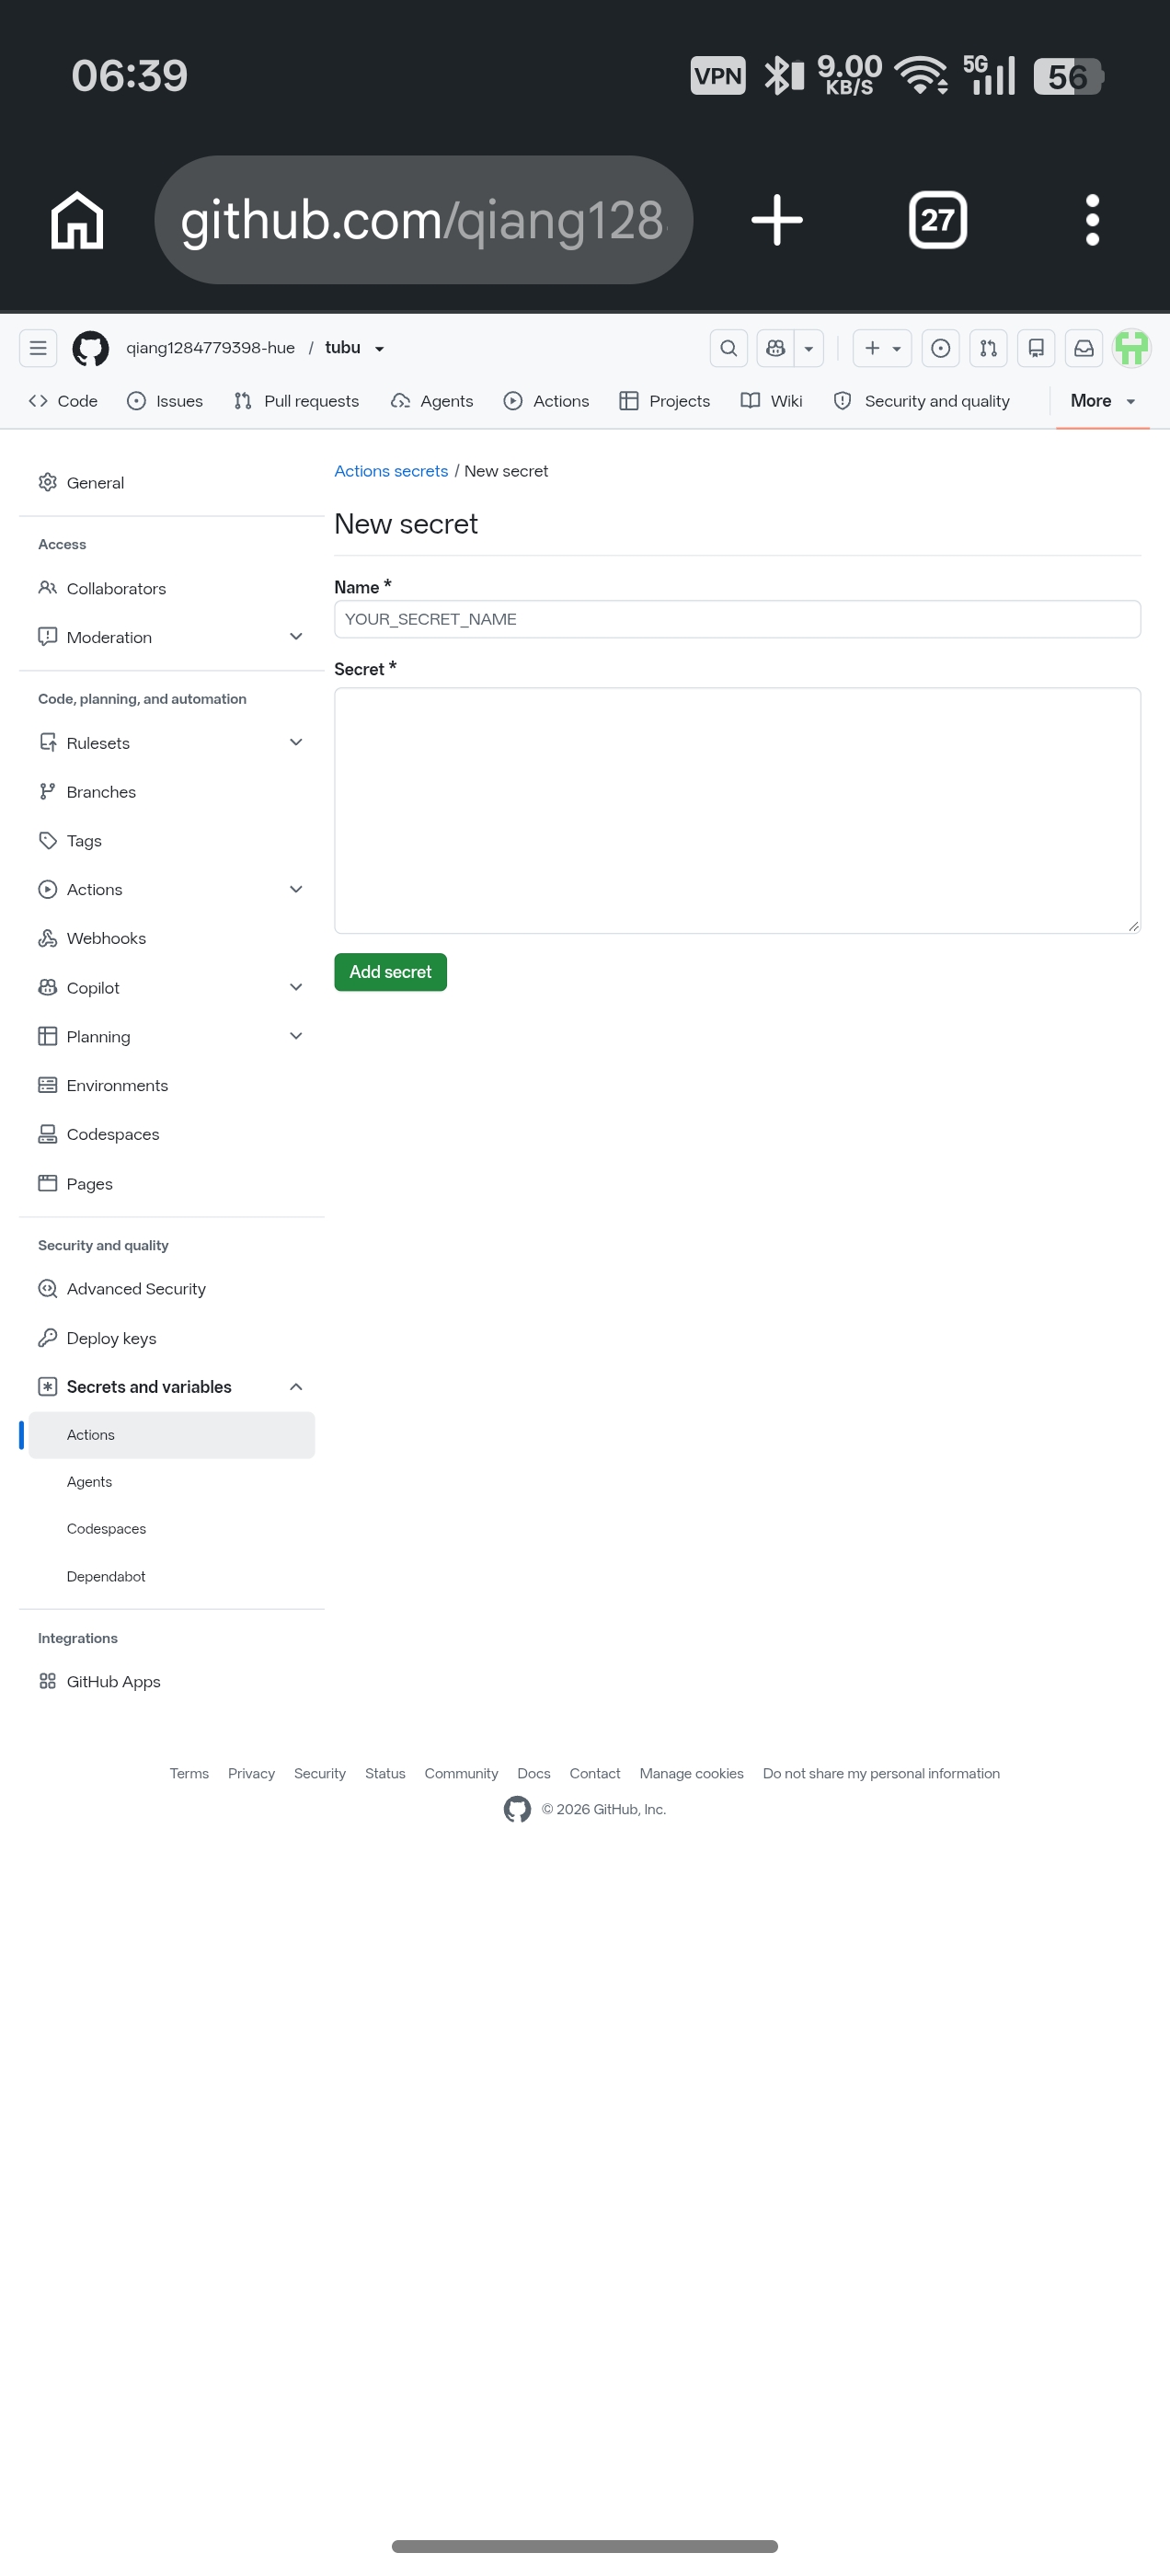 06:39
VPN 9.00 KB/S 5G 56
github.com/qiang128
27
qiang1284779398-hue / tubu
Code Issues Pull requests Agents Actions Projects Wiki Security and quality More
General
Access
Collaborators
Moderation
Code, planning, and automation
Rulesets
Branches
Tags
Actions
Webhooks
Copilot
Planning
Environments
Codespaces
Pages
Security and quality
Advanced Security
Deploy keys
Secrets and variables
Actions
Agents
Codespaces
Dependabot
Integrations
GitHub Apps
Actions secrets / New secret
New secret
Name *
YOUR_SECRET_NAME
Secret *
Add secret
Terms Privacy Security Status Community Docs Contact Manage cookies Do not share my personal information
© 2026 GitHub, Inc.